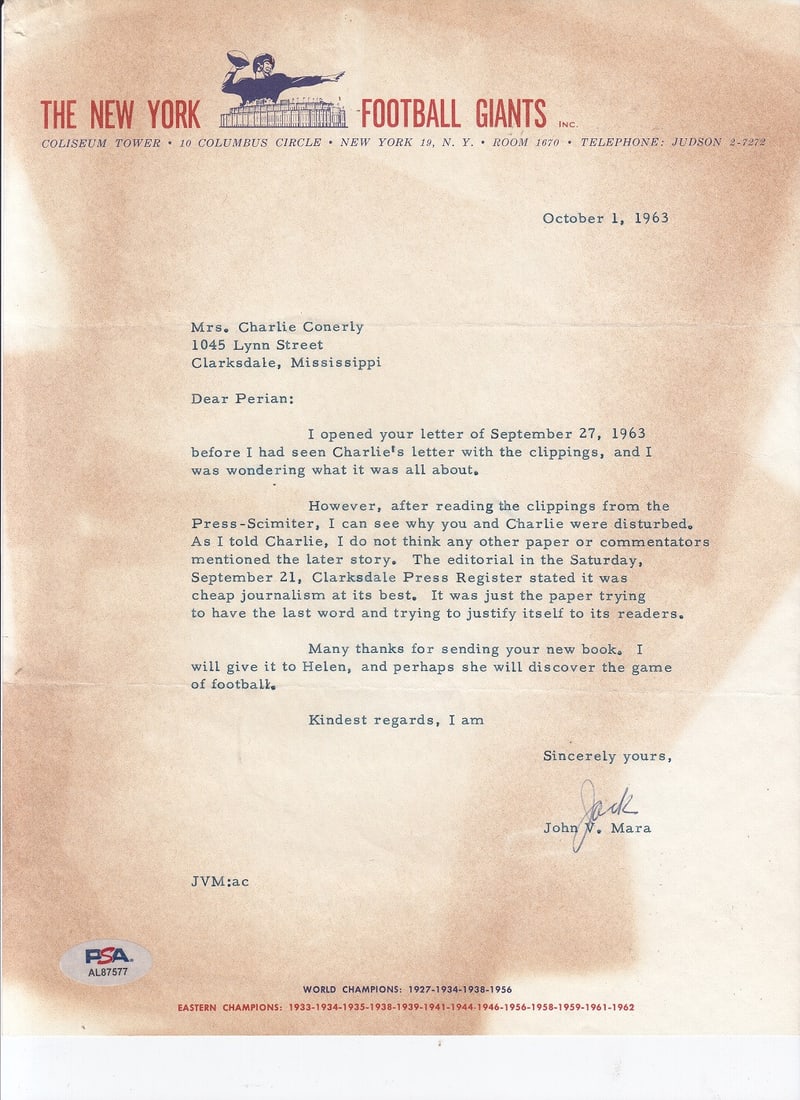 THE NEW YORK FOOTBALL GIANTS INC.
COLISEUM TOWER • 10 COLUMBUS CIRCLE • NEW YORK 19, N. Y. • ROOM 1670 • TELEPHONE: JUDSON 2-7272
October 1, 1963
Mrs. Charlie Conerly
1045 Lynn Street
Clarksdale, Mississippi
Dear Perian:
I opened your letter of September 27, 1963
before I had seen Charlie's letter with the clippings, and I
was wondering what it was all about.
However, after reading the clippings from the
Press-Scimiter, I can see why you and Charlie were disturbed.
As I told Charlie, I do not think any other paper or commentators
mentioned the later story. The editorial in the Saturday,
September 21, Clarksdale Press Register stated it was
cheap journalism at its best. It was just the paper trying
to have the last word and trying to justify itself to its readers.
Many thanks for sending your new book. I
will give it to Helen, and perhaps she will discover the game
of football.
Kindest regards, I am
Sincerely yours,
Jack
John V. Mara
JVM:ac
PSA
AL87577
WORLD CHAMPIONS: 1927-1934-1938-1956
EASTERN CHAMPIONS: 1933-1934-1935-1938-1939-1941-1944-1946-1956-1958-1959-1961-1962